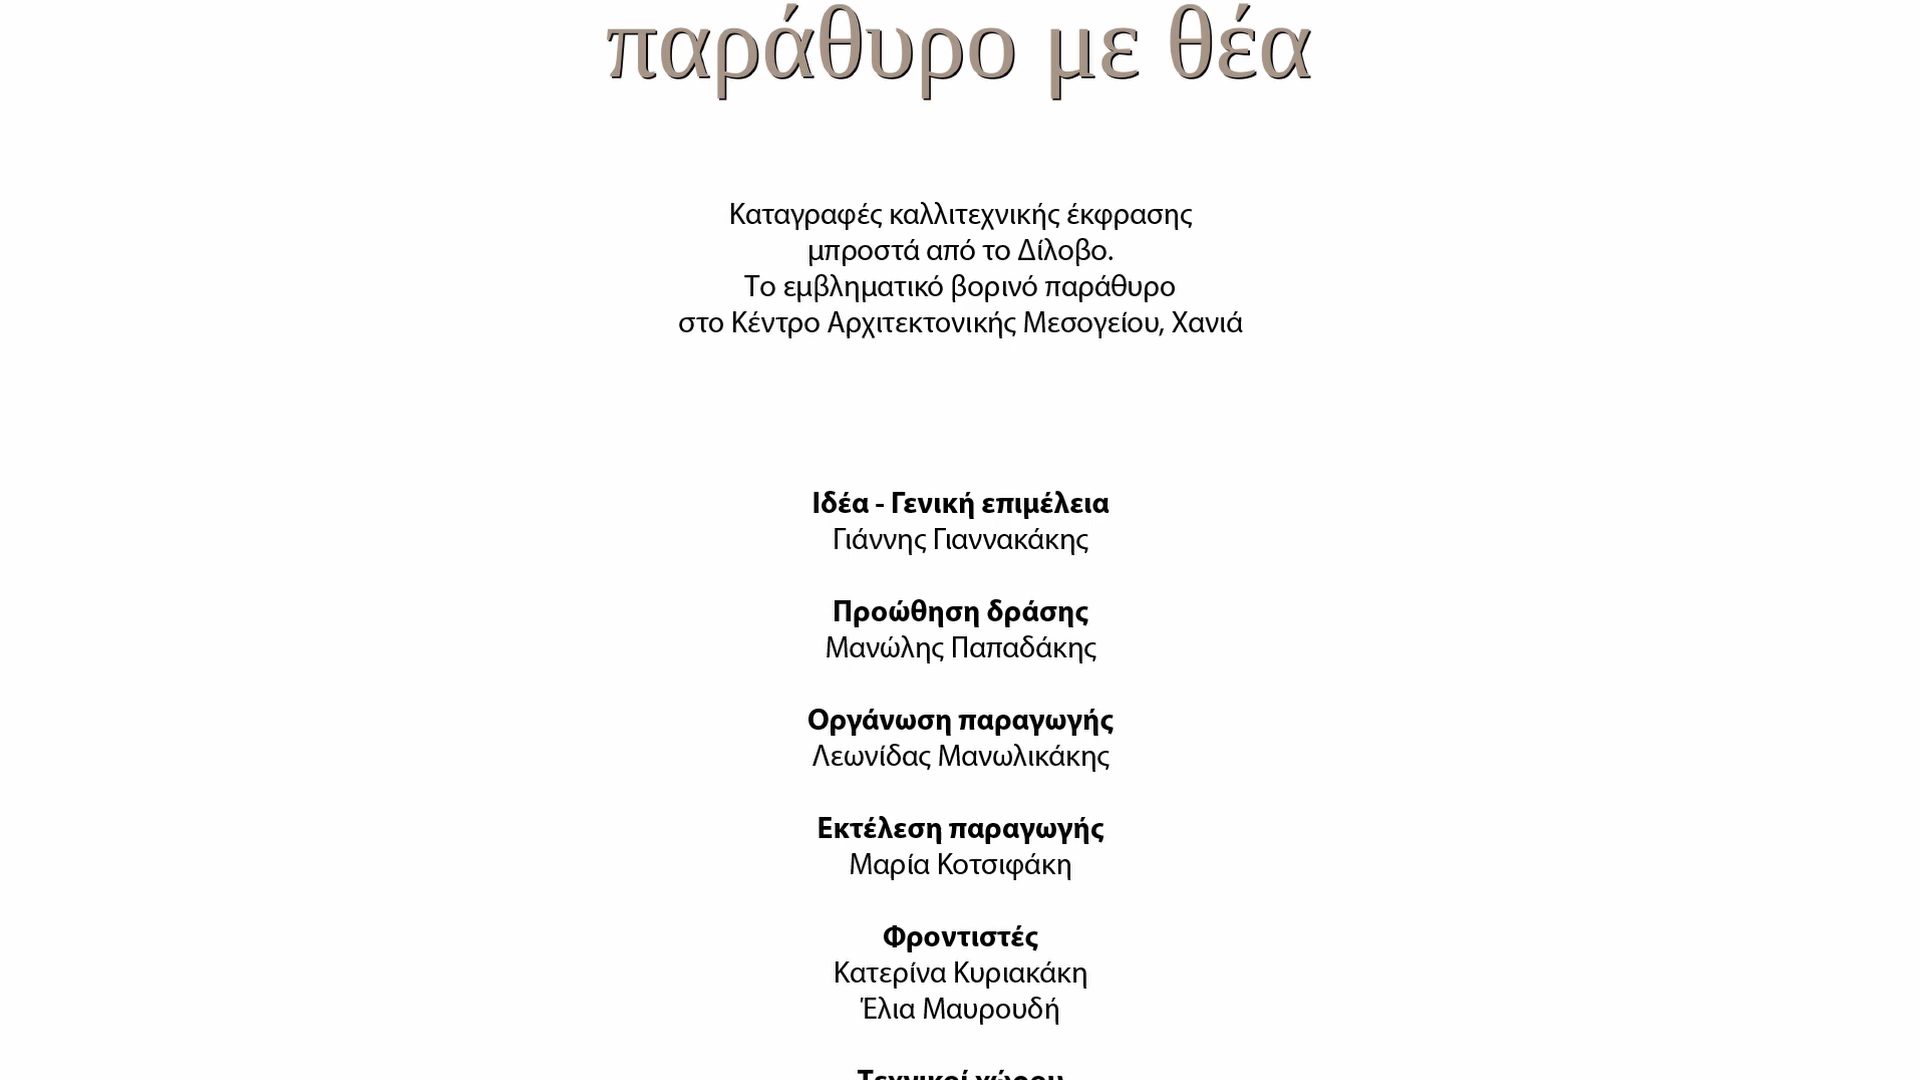 παράθυρο με θέα
Καταγραφές καλλιτεχνικής έκφρασης
μπροστά από το Δίλοβο.
Το εμβληματικό βορινό παράθυρο
στο Κέντρο Αρχιτεκτονικής Μεσογείου, Χανιά
Ιδέα - Γενική επιμέλεια
Γιάννης Γιαννακάκης
Προώθηση δράσης
Μανώλης Παπαδάκης
Οργάνωση παραγωγής
Λεωνίδας Μανωλικάκης
Εκτέλεση παραγωγής
Μαρία Κοτσιφάκη
Φροντιστές
Κατερίνα Κυριακάκη
Έλια Μαυρουδή
Τεχνικοί χώρου